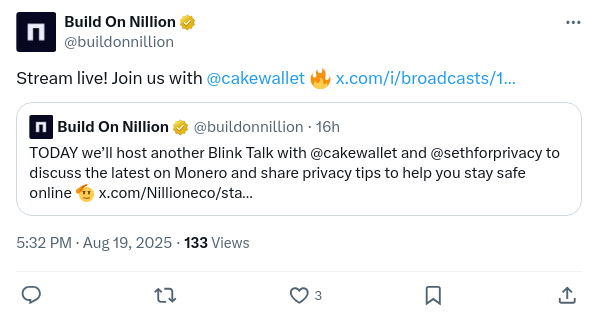 Build On Nillion
@buildonnillion
Stream live! Join us with @cakewallet 🔥 x.com/i/broadcasts/1…
Build On Nillion @buildonnillion · 16h
TODAY we’ll host another Blink Talk with @cakewallet and @sethforprivacy to
discuss the latest on Monero and share privacy tips to help you stay safe
online 🫡 x.com/Nillioneco/sta…
5:32 PM · Aug 19, 2025 · 133 Views
3